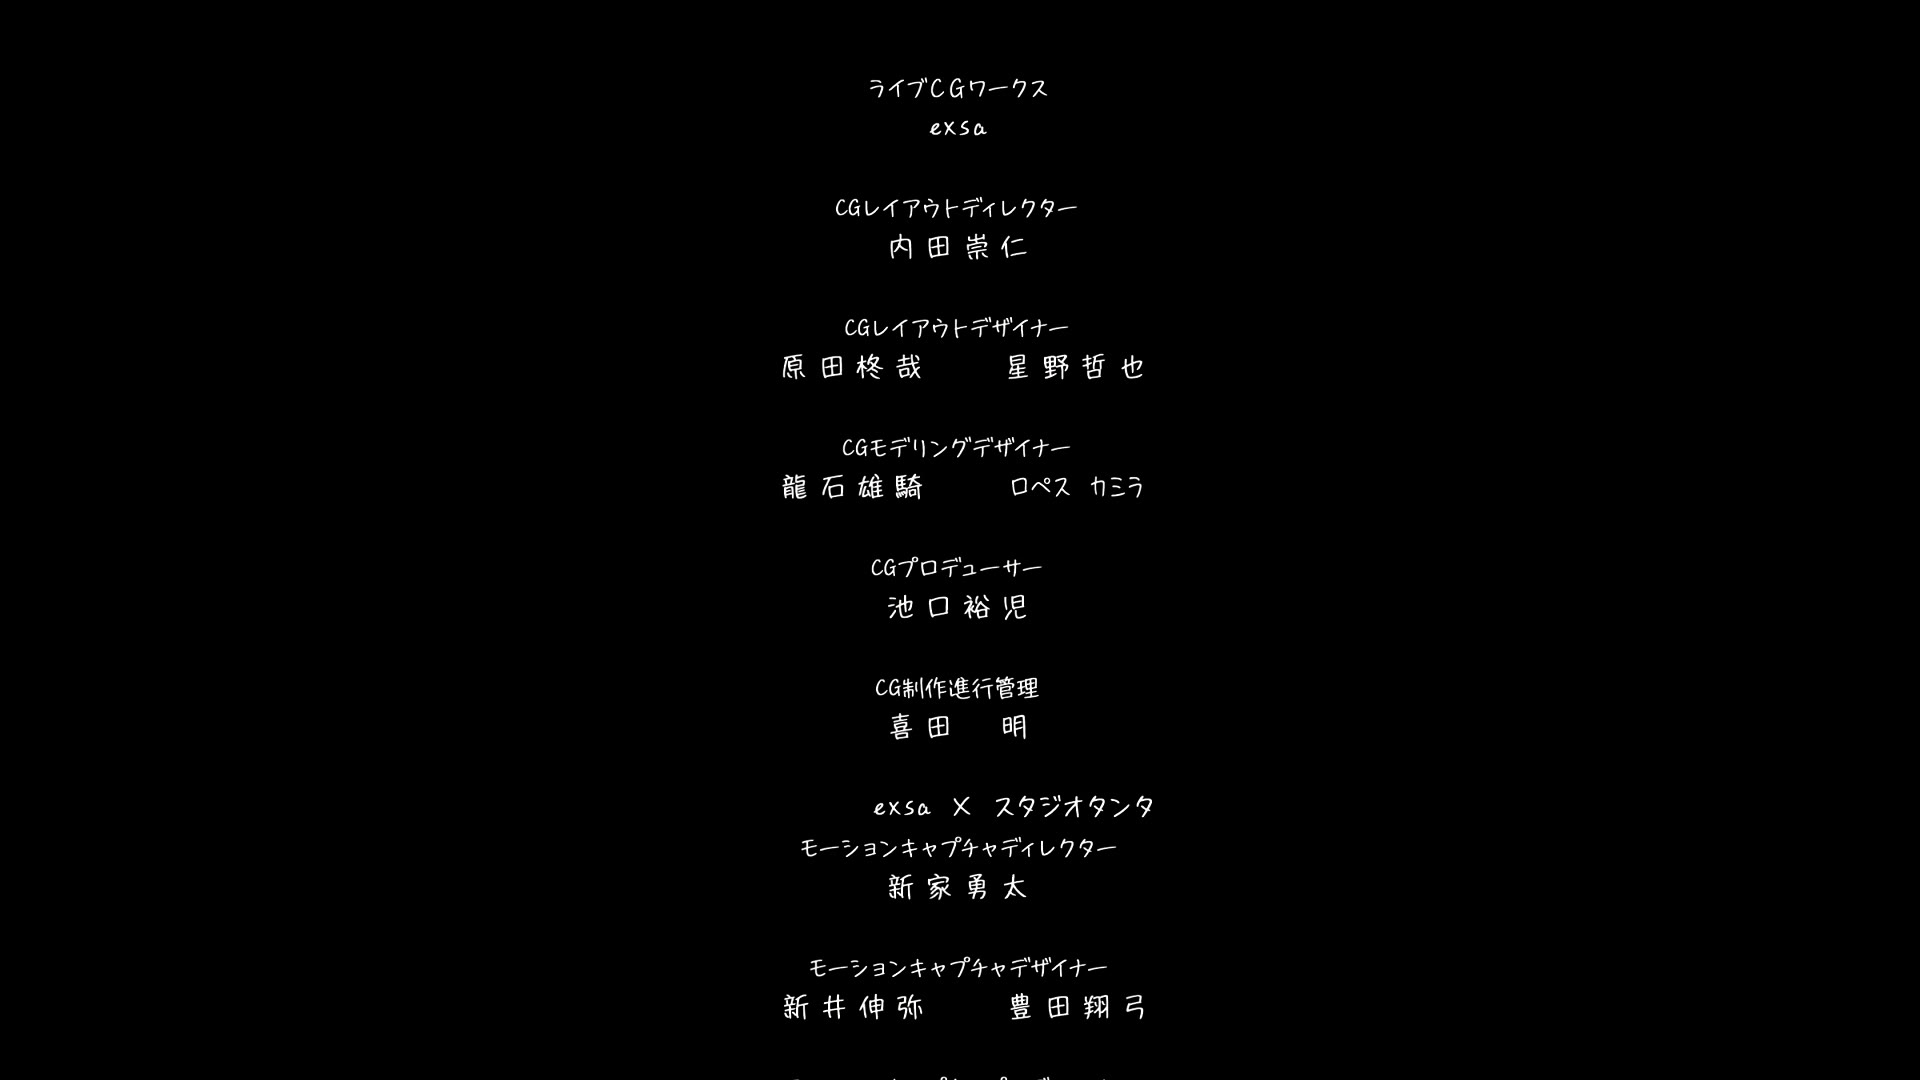 ライブCGワークス
exsa
CGレイアウトディレクター
内田崇仁
CGレイアウトデザイナー
原田柊哉　星野哲也
CGモデリングデザイナー
龍石雄騎　ロペス カミラ
CGプロデューサー
池口裕児
CG制作進行管理
喜田　明
exsa × スタジオタンタ
モーションキャプチャディレクター
新家勇太
モーションキャプチャデザイナー
新井伸弥　豊田翔弓